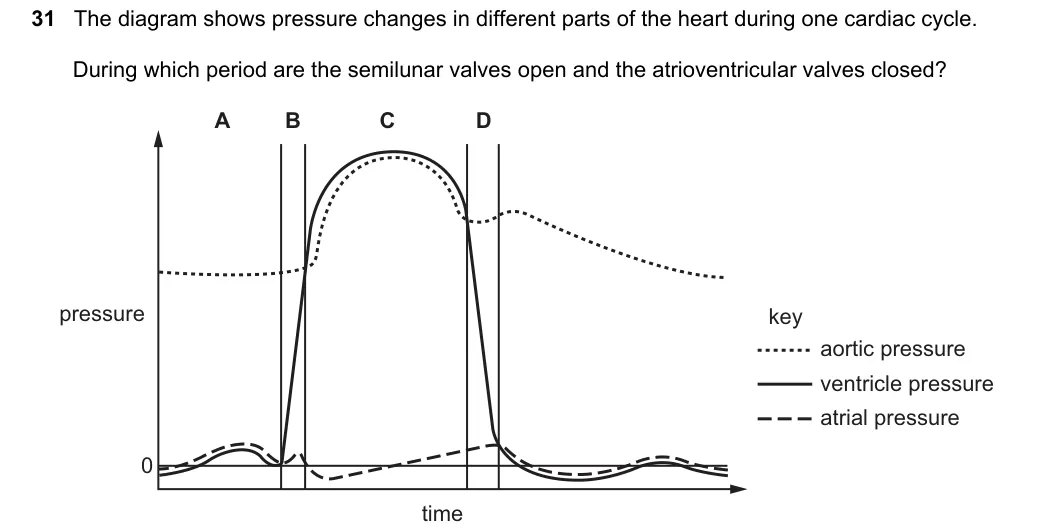 31 The diagram shows pressure changes in different parts of the heart during one cardiac cycle.
During which period are the semilunar valves open and the atrioventricular valves closed?
A B C D
pressure
key
aortic pressure
ventricle pressure
atrial pressure
0
time